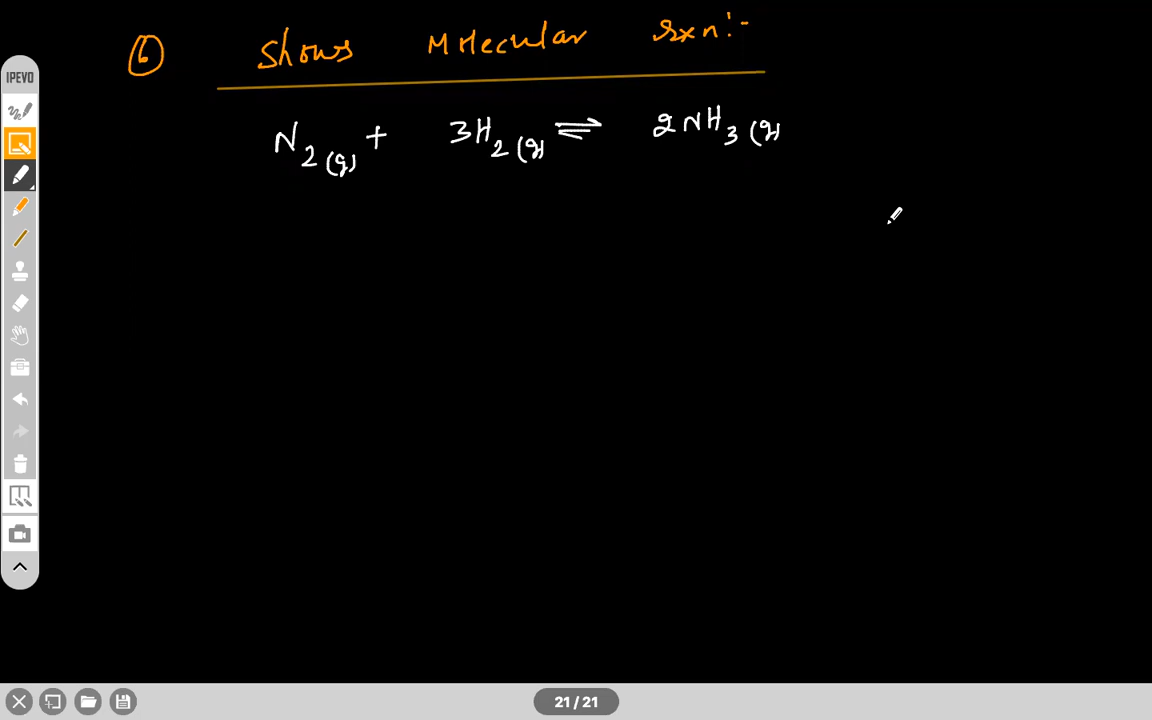 IPEVO
⑥ Shows Molecular rxn:-
N₂(g) + 3H₂(g) ⇌ 2NH₃(g)
21/21